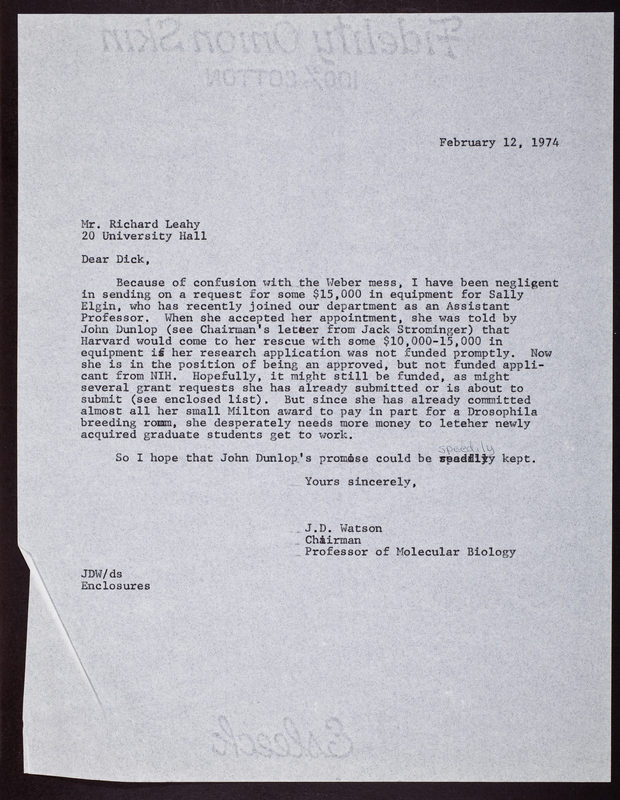 Fidelity Onion Skin
100% COTTON
February 12, 1974
Mr. Richard Leahy
20 University Hall
Dear Dick,
Because of confusion with the Weber mess, I have been negligent
in sending on a request for some $15,000 in equipment for Sally
Elgin, who has recently joined our department as an Assistant
Professor. When she accepted her appointment, she was told by
John Dunlop (see Chairman's letter from Jack Strominger) that
Harvard would come to her rescue with some $10,000-15,000 in
equipment if her research application was not funded promptly. Now
she is in the position of being an approved, but not funded appli-
cant from NIH. Hopefully, it might still be funded, as might
several grant requests she has already submitted or is about to
submit (see enclosed list). But since she has already committed
almost all her small Milton award to pay in part for a Drosophila
breeding room, she desperately needs more money to leteher newly
acquired graduate students get to work.
speedily
So I hope that John Dunlop's promise could be kept.
Yours sincerely,
J.D. Watson
Chairman
Professor of Molecular Biology
JDW/ds
Enclosures
Esleeck